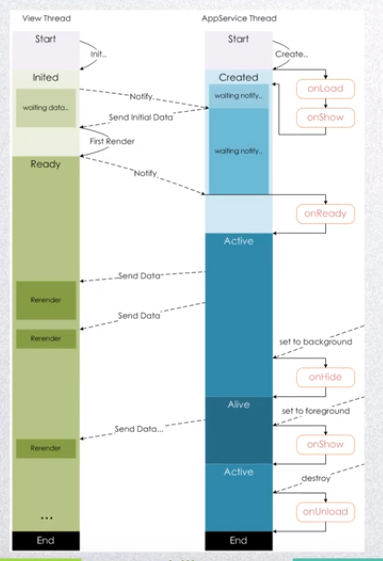 View Thread
AppService Thread
Start
Start
Init..
Create..
Inited
Created
onLoad
waiting data..
Notify
waiting notify..
Send Initial Data
onShow
First Render
waiting notify..
Ready
Notify
onReady
Active
Send Data
Rerender
Send Data
Rerender
set to background
onHide
Alive
set to foreground
Send Data...
Rerender
onShow
Active
destroy
onUnload
...
End
End